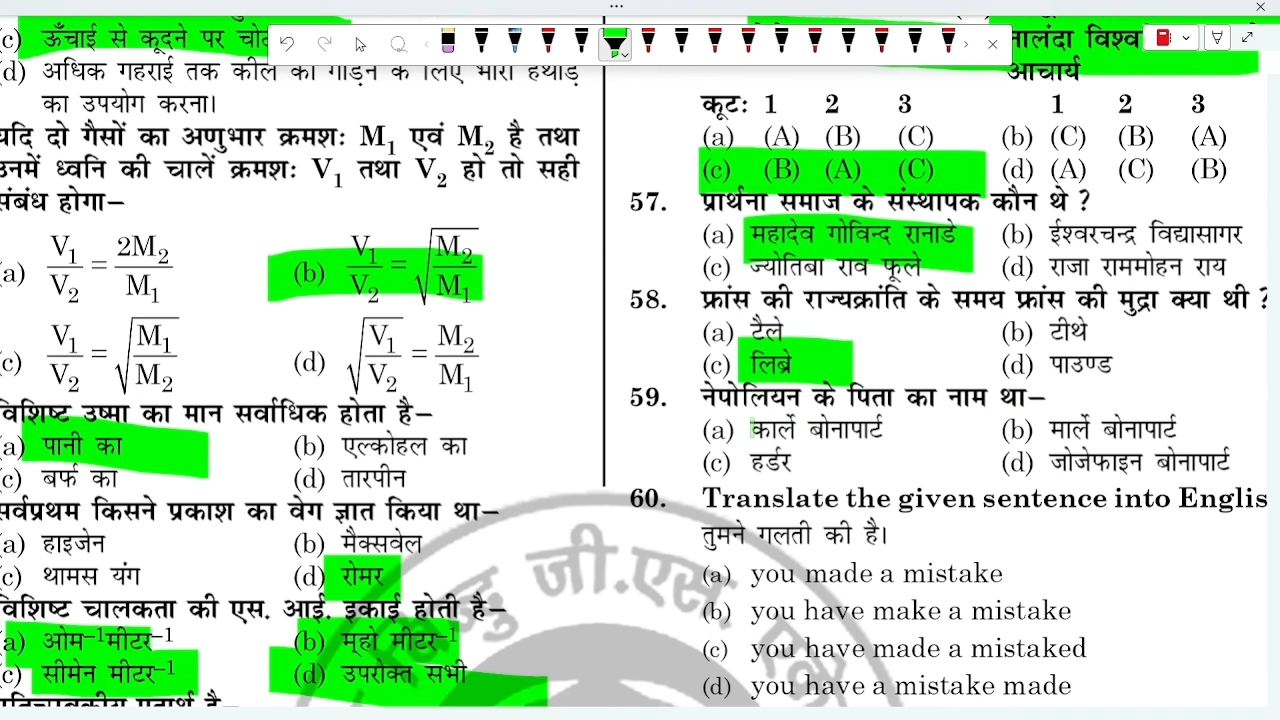 (c) ऊँचाई से कूदने पर
(d) अधिक गहराई तक कील को गाड़ने के लिए भारी हथौड़े
का उपयोग करना।
यदि दो गैसों का अणुभार क्रमशः M₁ एवं M₂ है तथा
उनमें ध्वनि की चालें क्रमशः V₁ तथा V₂ हो तो सही
संबंध होगा–
(a) V₁/V₂ = 2M₂/M₁ (b) V₁/V₂ = √(M₂/M₁)
(c) V₁/V₂ = √(M₁/M₂) (d) √(V₁/V₂) = M₂/M₁
विशिष्ट उष्मा का मान सर्वाधिक होता है–
(a) पानी का (b) एल्कोहल का
(c) बर्फ का (d) तारपीन
सर्वप्रथम किसने प्रकाश का वेग ज्ञात किया था–
(a) हाइजेन (b) मैक्सवेल
(c) थामस यंग (d) रोमर
विशिष्ट चालकता की एस. आई. इकाई होती है–
(a) ओम⁻¹मीटर⁻¹ (b) म्हो मीटर⁻¹
(c) सीमेन मीटर⁻¹ (d) उपरोक्त सभी
नालंदा विश्व
आचार्य
कूटः 1 2 3 1 2 3
(a) (A) (B) (C) (b) (C) (B) (A)
(c) (B) (A) (C) (d) (A) (C) (B)
57. प्रार्थना समाज के संस्थापक कौन थे ?
(a) महादेव गोविन्द रानाडे (b) ईश्वरचन्द्र विद्यासागर
(c) ज्योतिबा राव फूले (d) राजा राममोहन राय
58. फ्रांस की राज्यक्रांति के समय फ्रांस की मुद्रा क्या थी ?
(a) टैले (b) टीथे
(c) लिब्रे (d) पाउण्ड
59. नेपोलियन के पिता का नाम था–
(a) कार्ले बोनापार्ट (b) मार्ले बोनापार्ट
(c) हर्डर (d) जोजेफाइन बोनापार्ट
60. Translate the given sentence into Englis
तुमने गलती की है।
(a) you made a mistake
(b) you have make a mistake
(c) you have made a mistaked
(d) you have a mistake made
जी.एस.